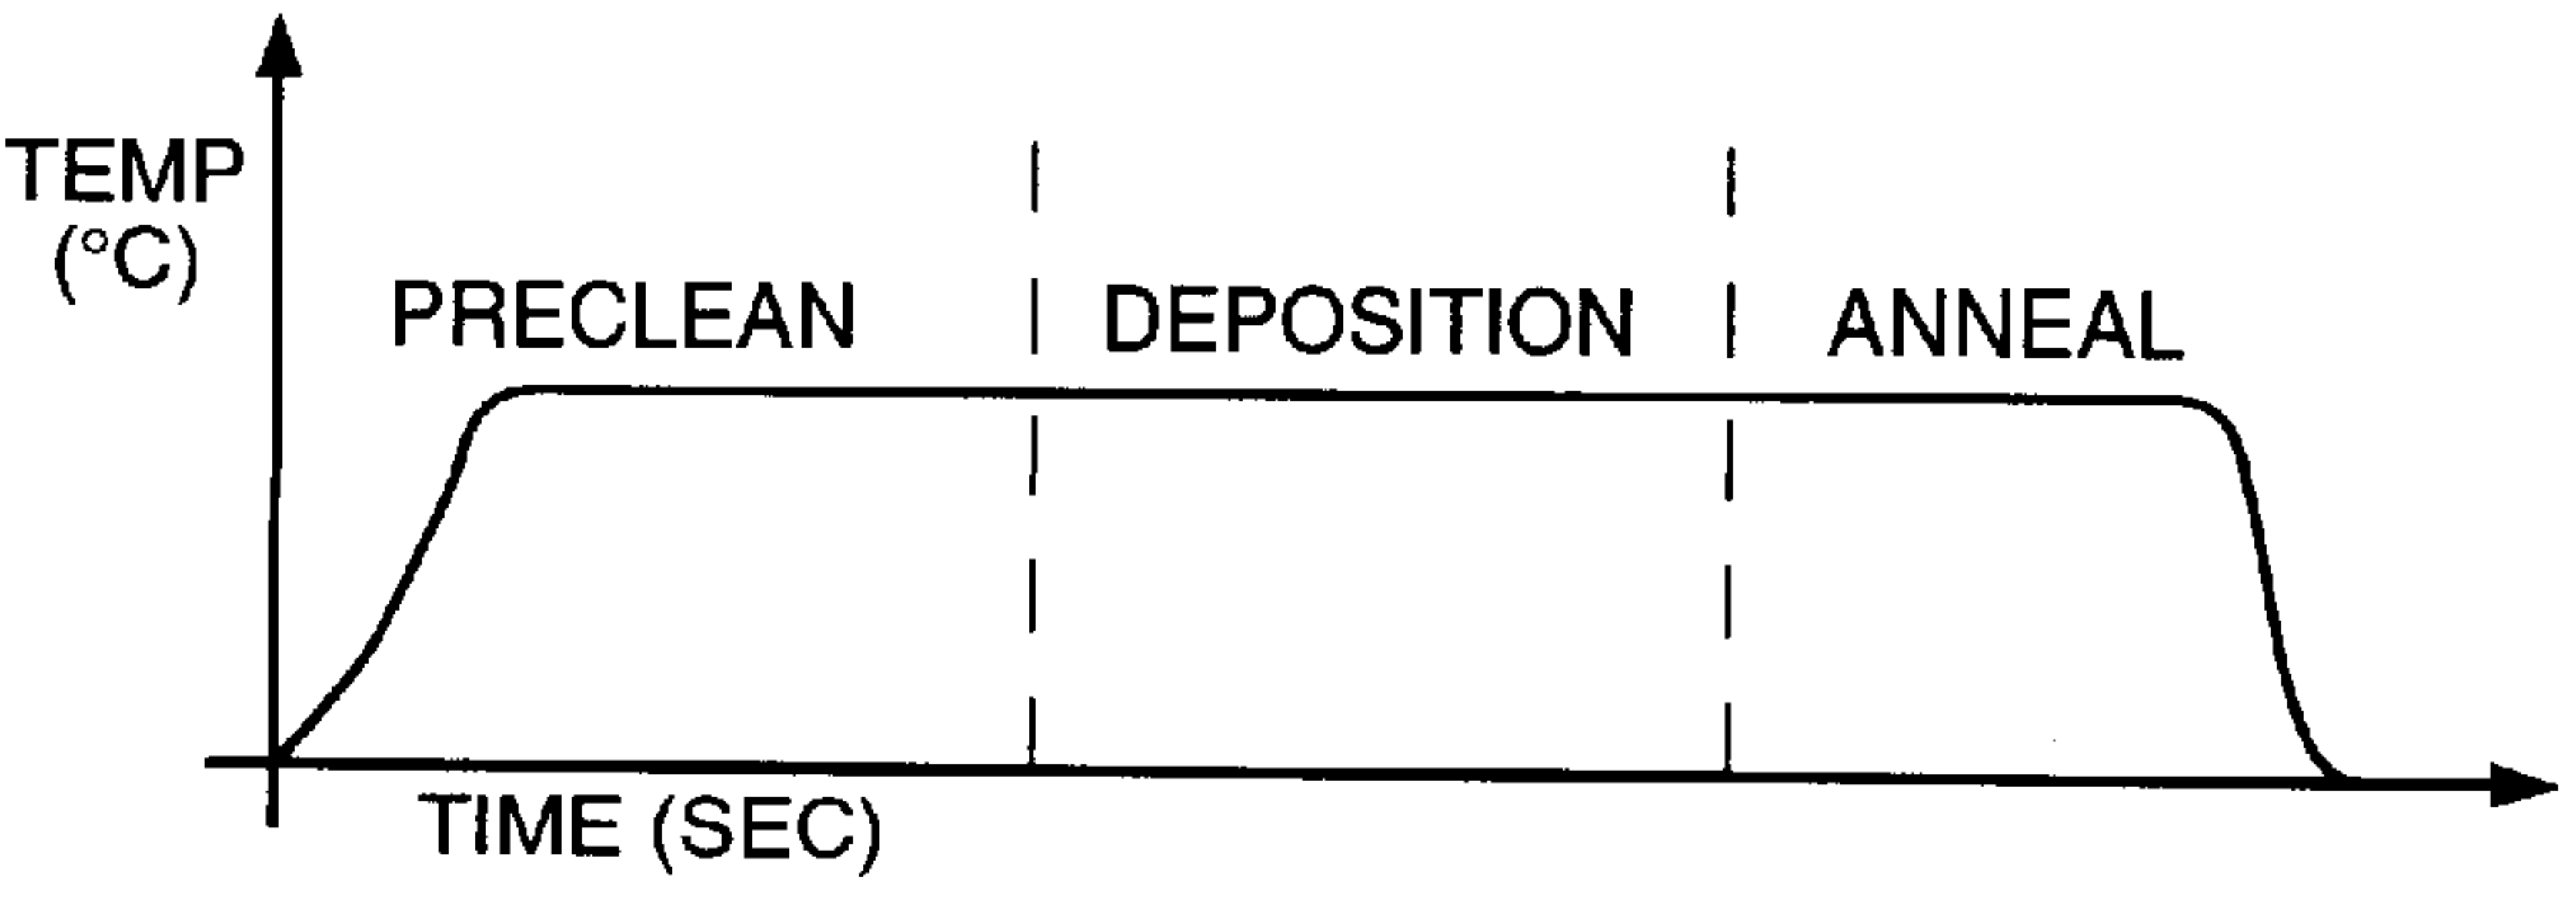 TEMP
(°C)
PRECLEAN
DEPOSITION
ANNEAL
TIME (SEC)